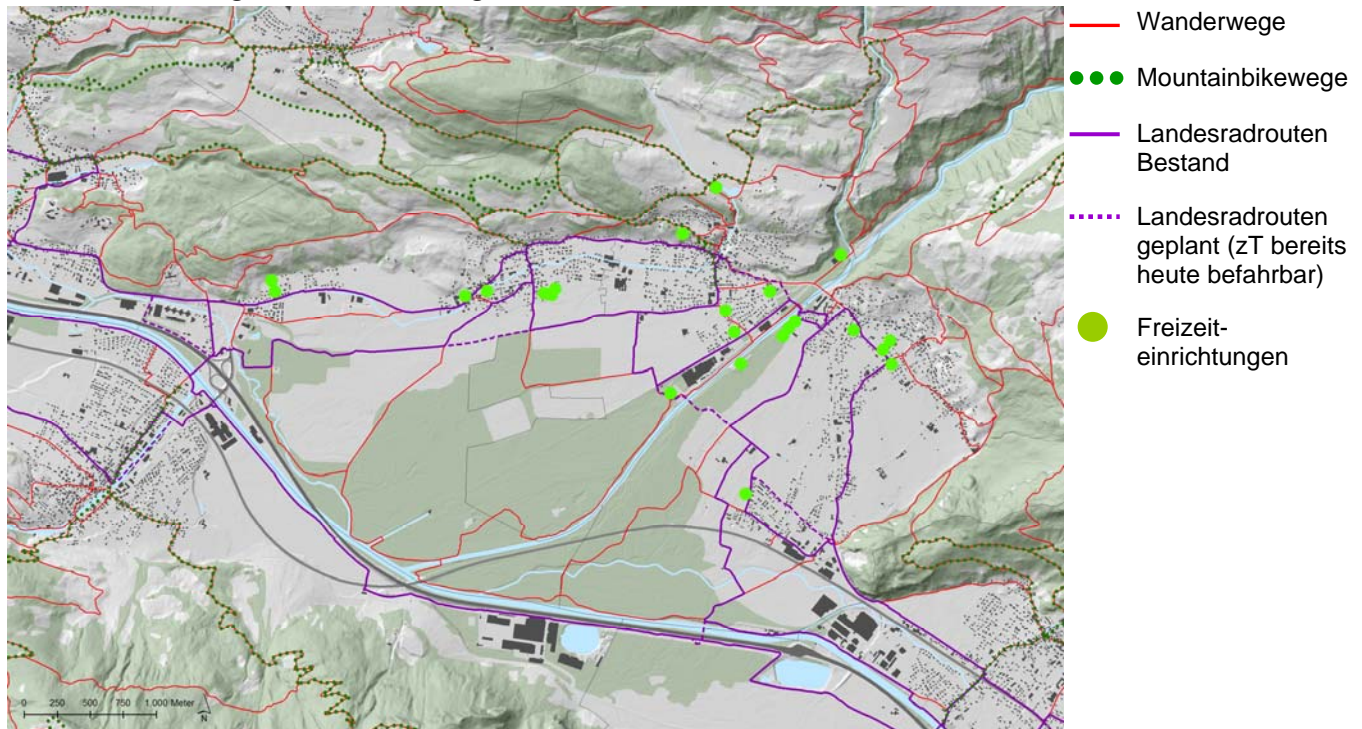 Wanderwege
Mountainbikewege
Landesradrouten
Bestand
Landesradrouten
geplant (zT bereits
heute befahrbar)
Freizeit-
einrichtungen
0 250 500 750 1.000 Meter
N